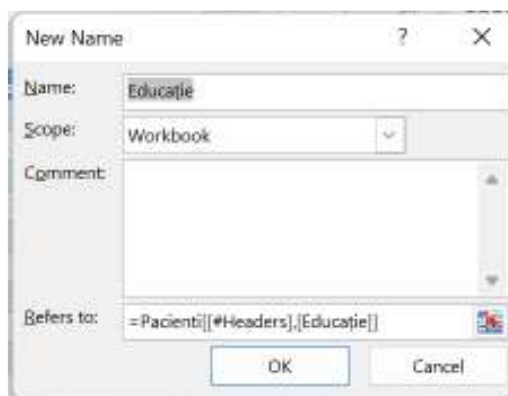 New Name ? X
Name: Educație
Scope: Workbook
Comment:
Refers to: =Pacienti[[#Headers],[Educație]]
OK Cancel